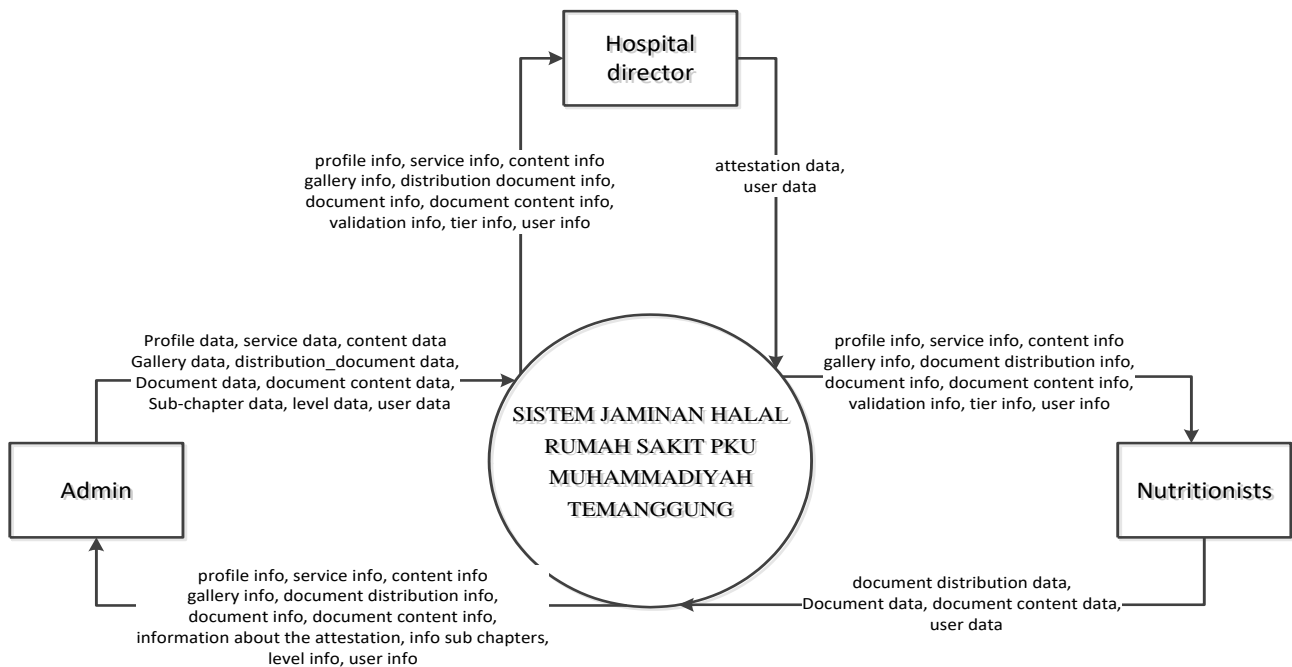 Hospital
director
profile info, service info, content info
gallery info, distribution document info,
document info, document content info,
validation info, tier info, user info
attestation data,
user data
Profile data, service data, content data
Gallery data, distribution_document data,
Document data, document content data,
Sub-chapter data, level data, user data
profile info, service info, content info
gallery info, document distribution info,
document info, document content info,
validation info, tier info, user info
SISTEM JAMINAN HALAL
RUMAH SAKIT PKU
MUHAMMADIYAH
TEMANGGUNG
Admin
Nutritionists
profile info, service info, content info
gallery info, document distribution info,
document info, document content info,
information about the attestation, info sub chapters,
level info, user info
document distribution data,
Document data, document content data,
user data